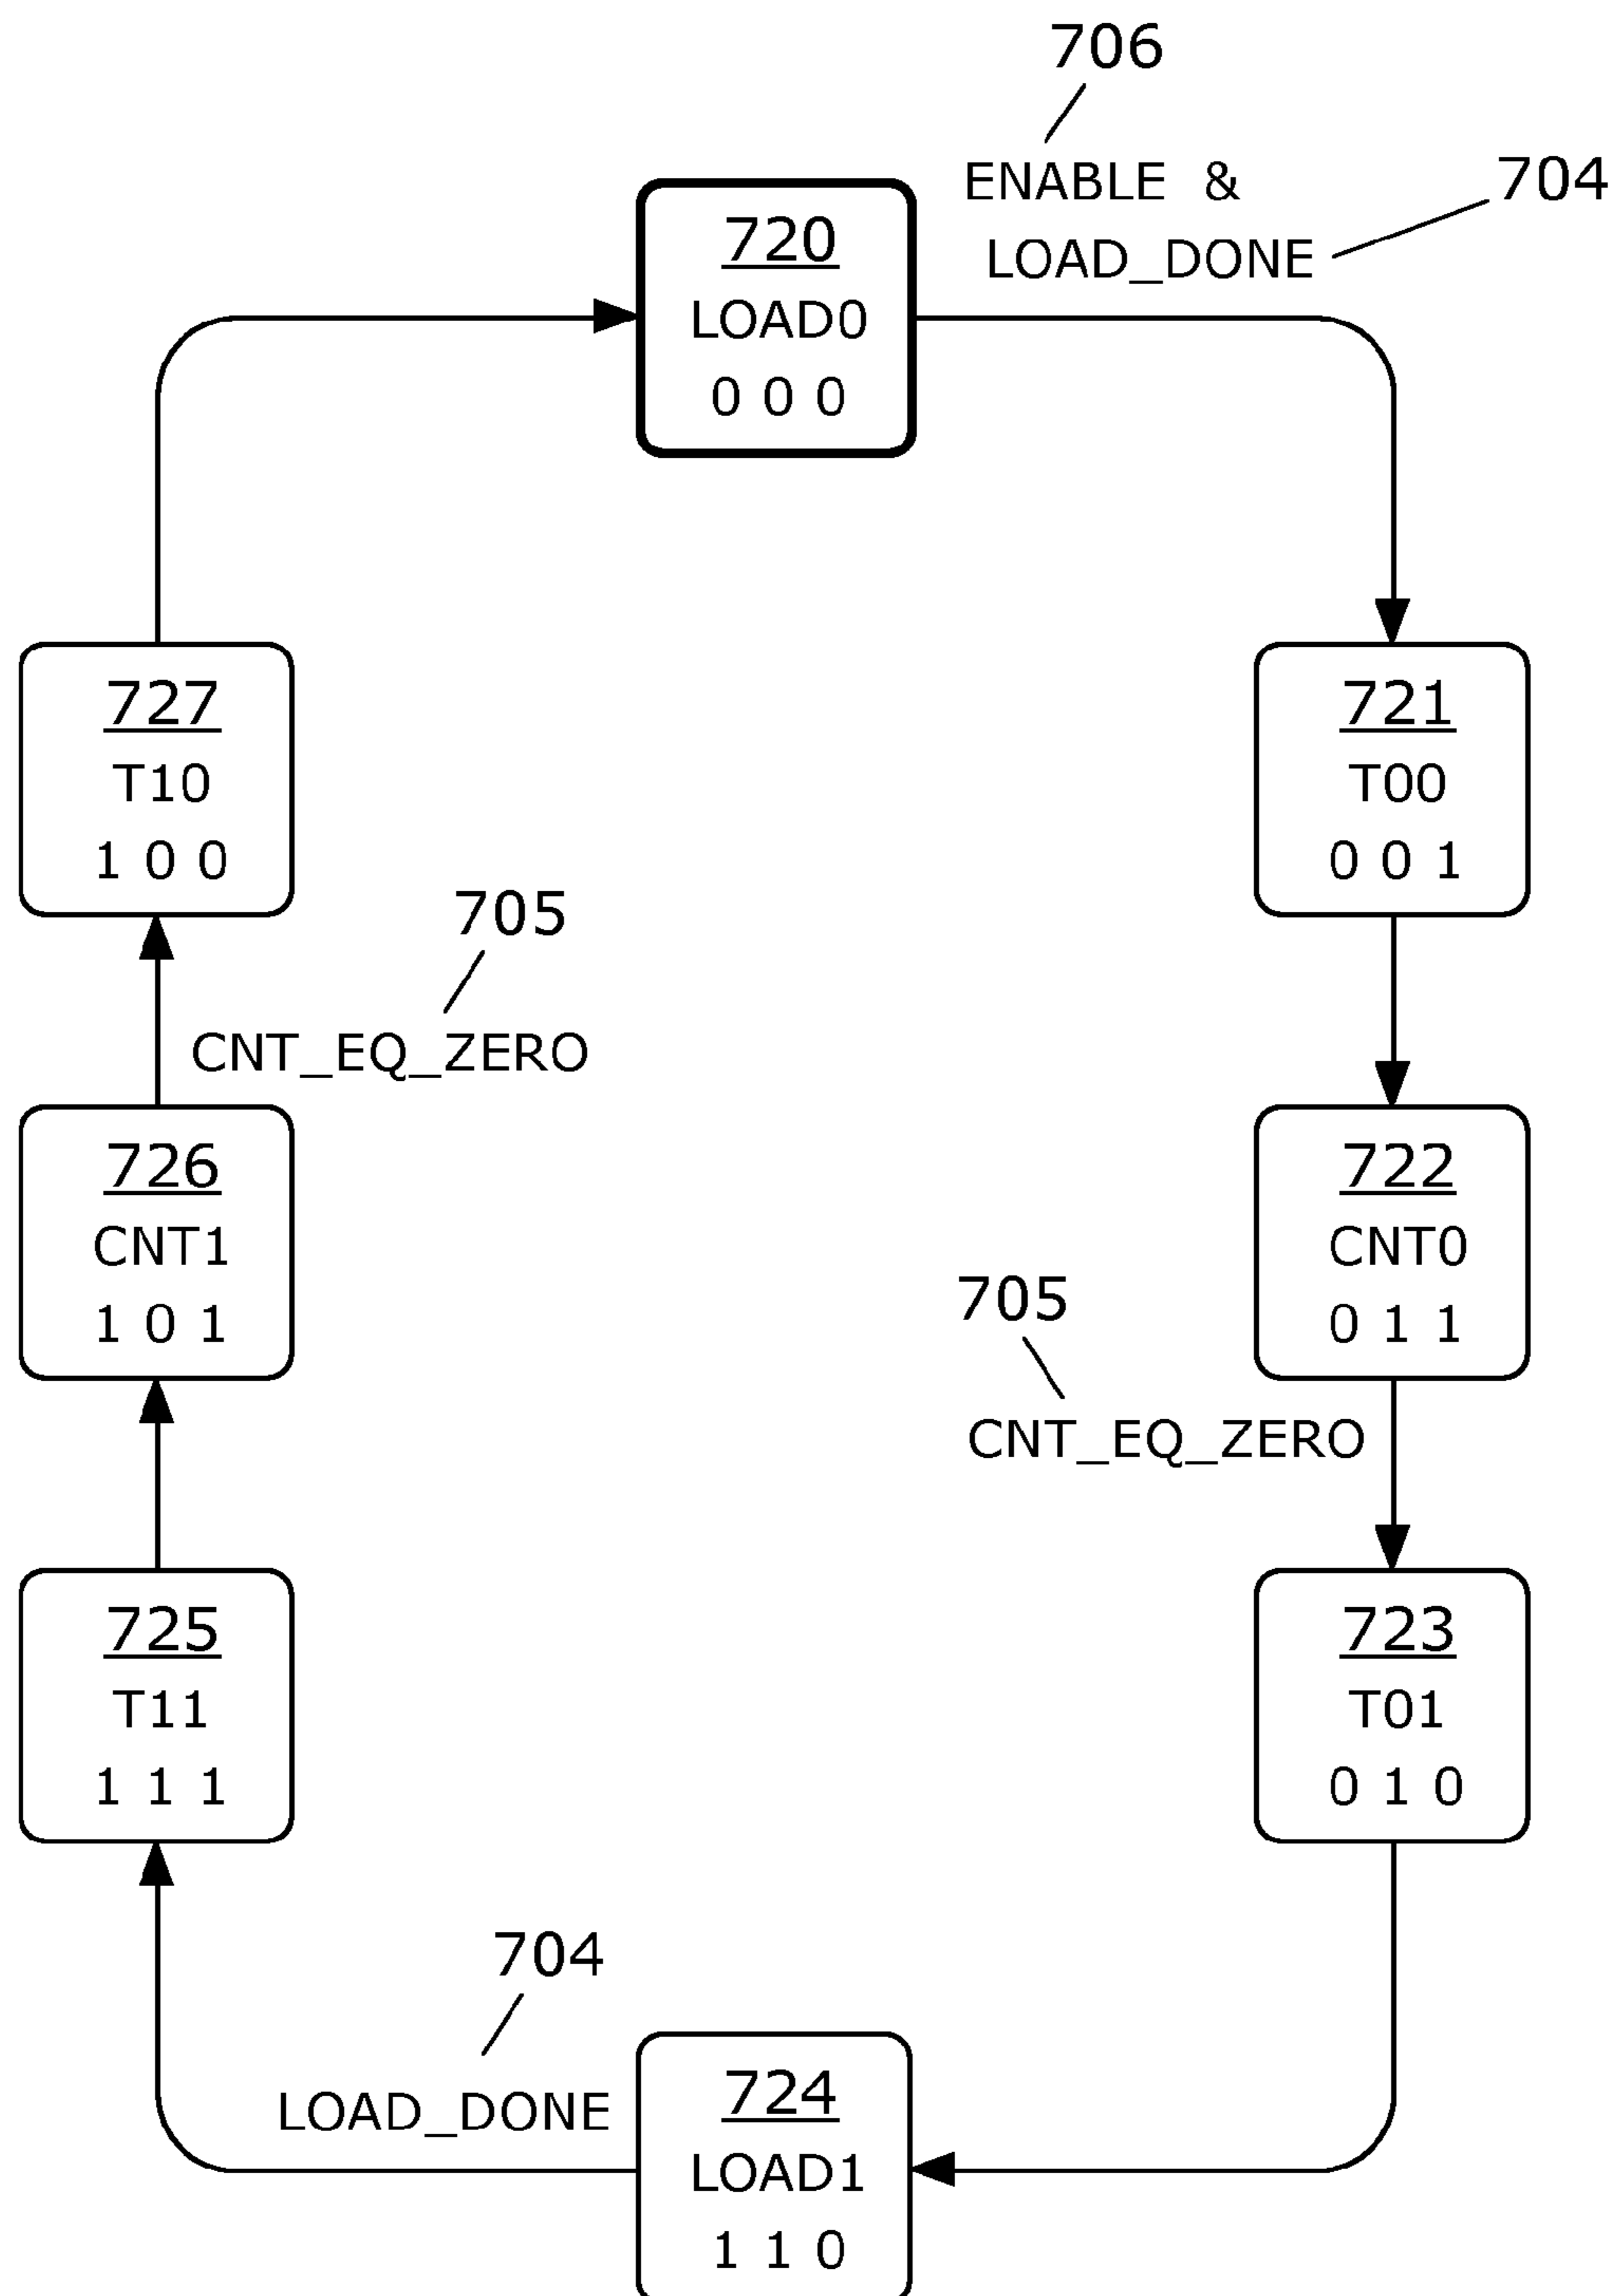 706
ENABLE &
704
LOAD_DONE
720
LOAD0
0 0 0
727
T10
1 0 0
721
T00
0 0 1
705
CNT_EQ_ZERO
726
CNT1
1 0 1
722
CNT0
0 1 1
705
CNT_EQ_ZERO
725
T11
1 1 1
723
T01
0 1 0
704
LOAD_DONE
724
LOAD1
1 1 0